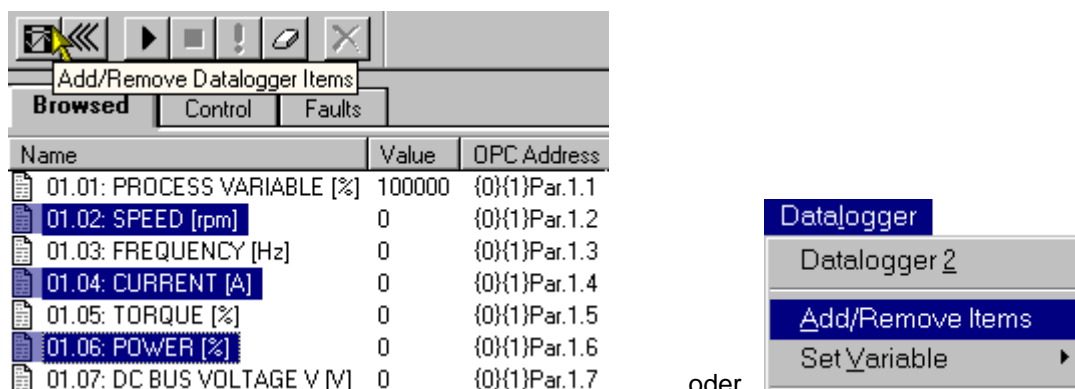 Add/Remove Datalogger Items
Browsed Control Faults
Name Value OPC Address
01.01: PROCESS VARIABLE [%] 100000 {0}{1}Par.1.1
01.02: SPEED [rpm] 0 {0}{1}Par.1.2
01.03: FREQUENCY [Hz] 0 {0}{1}Par.1.3
01.04: CURRENT [A] 0 {0}{1}Par.1.4
01.05: TORQUE [%] 0 {0}{1}Par.1.5
01.06: POWER [%] 0 {0}{1}Par.1.6
01.07: DC BUS VOLTAGE V [V] 0 {0}{1}Par.1.7
oder
Datalogger
Datalogger 2
Add/Remove Items
Set Variable